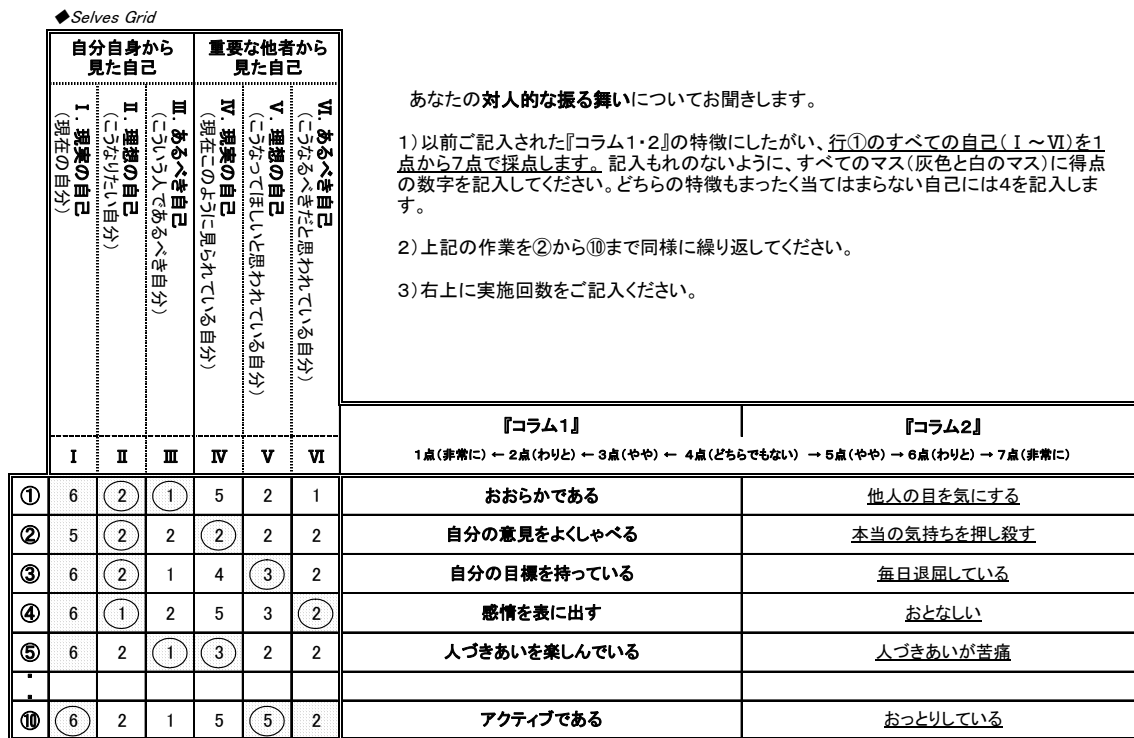 ◆Selves Grid
自分自身から
見た自己
重要な他者から
見た自己
Ⅰ．現実の自己
（現在の自分）
Ⅱ．理想の自己
（こうなりたい自分）
Ⅲ．あるべき自己
（こういう人であるべき自分）
Ⅳ．現実の自己
（現在このように見られている自分）
Ⅴ．理想の自己
（こうなってほしいと思われている自分）
Ⅵ．あるべき自己
（こうなるべきだと思われている自分）
あなたの対人的な振る舞いについてお聞きします。
1）以前ご記入された『コラム1・2』の特徴にしたがい、行①のすべての自己（Ⅰ～Ⅵ）を1
点から7点で採点します。記入もれのないように、すべてのマス（灰色と白のマス）に得点
の数字を記入してください。どちらの特徴もまったく当てはまらない自己には4を記入しま
す。
2）上記の作業を②から⑩まで同様に繰り返してください。
3）右上に実施回数をご記入ください。
『コラム1』 『コラム2』
Ⅰ Ⅱ Ⅲ Ⅳ Ⅴ Ⅵ 1点（非常に） ← 2点（わりと） ← 3点（やや） ← 4点（どちらでもない） → 5点（やや） → 6点（わりと） → 7点（非常に）
① 6 2 1 5 2 1 おおらかである 他人の目を気にする
② 5 2 2 2 2 2 自分の意見をよくしゃべる 本当の気持ちを押し殺す
③ 6 2 1 4 3 2 自分の目標を持っている 毎日退屈している
④ 6 1 2 5 3 2 感情を表に出す おとなしい
⑤ 6 2 1 3 2 2 人づきあいを楽しんでいる 人づきあいが苦痛
：
⑩ 6 2 1 5 5 2 アクティブである おっとりしている